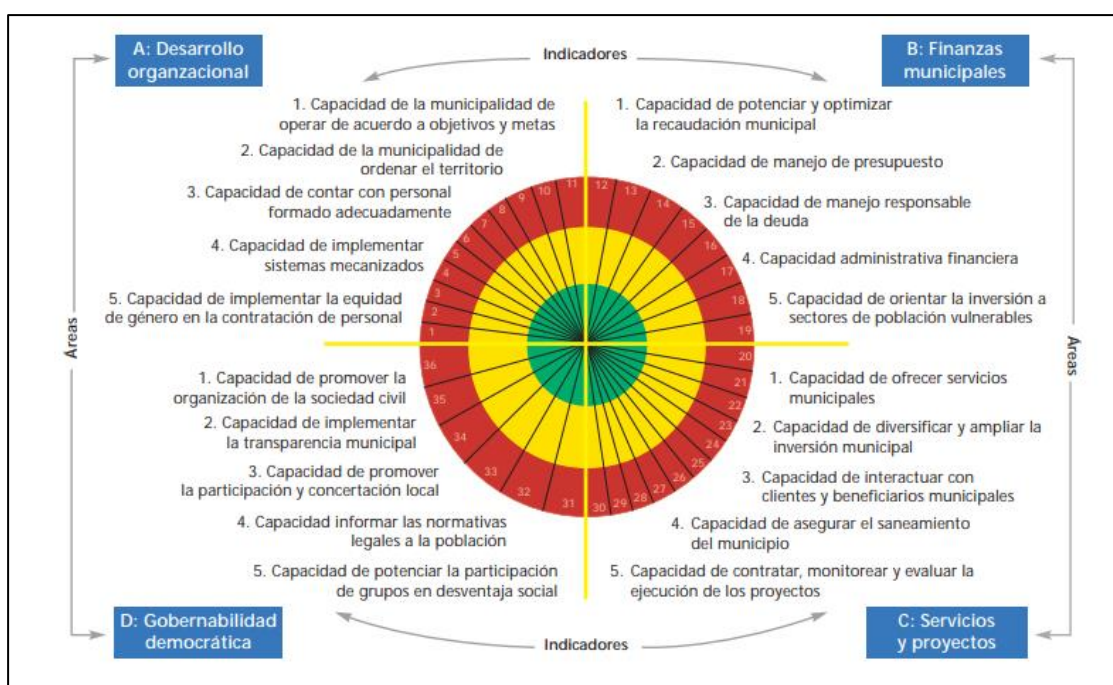 A: Desarrollo
organzacional
Indicadores
B: Finanzas
municipales
1. Capacidad de la municipalidad de
operar de acuerdo a objetivos y metas
2. Capacidad de la municipalidad de
ordenar el territorio
3. Capacidad de contar con personal
formado adecuadamente
4. Capacidad de implementar
sistemas mecanizados
5. Capacidad de implementar la equidad
de género en la contratación de personal
1. Capacidad de potenciar y optimizar
la recaudación municipal
2. Capacidad de manejo de presupuesto
3. Capacidad de manejo responsable
de la deuda
4. Capacidad administrativa financiera
5. Capacidad de orientar la inversión a
sectores de población vulnerables
Áreas
Áreas
1
2
3
4
5
6
7
8
9
10
11
12
13
14
15
16
17
18
19
20
21
22
23
24
25
26
27
28
29
30
31
32
33
34
35
36
1. Capacidad de promover la
organización de la sociedad civil
2. Capacidad de implementar
la transparencia municipal
3. Capacidad de promover
la participación y concertación local
4. Capacidad informar las normativas
legales a la población
5. Capacidad de potenciar la participación
de grupos en desventaja social
1. Capacidad de ofrecer servicios
municipales
2. Capacidad de diversificar y ampliar la
inversión municipal
3. Capacidad de interactuar con
clientes y beneficiarios municipales
4. Capacidad de asegurar el saneamiento
del municipio
5. Capacidad de contratar, monitorear y evaluar la
ejecución de los proyectos
D: Gobernabilidad
democrática
Indicadores
C: Servicios
y proyectos